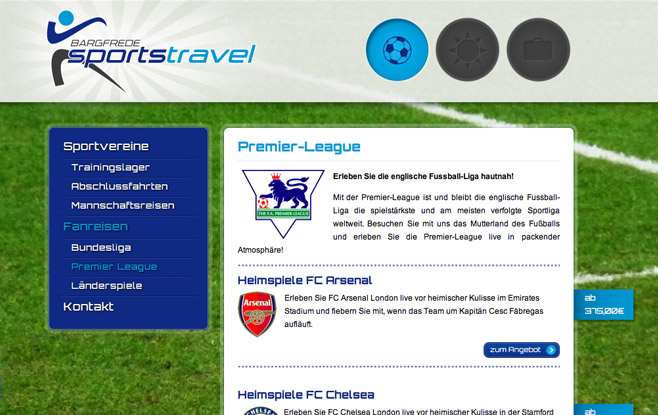 BARGFREDE
sportstravel
Sportvereine
Trainingslager
Abschlussfahrten
Mannschaftsreisen
Fanreisen
Bundesliga
Premier League
Länderspiele
Kontakt
Premier-League
THE F.A. PREMIER LEAGUE
Erleben Sie die englische Fussball-Liga hautnah!
Mit der Premier-League ist und bleibt die englische Fussball-
Liga die spielstärkste und am meisten verfolgte Sportliga
weltweit. Besuchen Sie mit uns das Mutterland des Fußballs
und erleben Sie die Premier-League live in packender
Atmosphäre!
Heimspiele FC Arsenal
Arsenal
Erleben Sie FC Arsenal London live vor heimischer Kulisse im Emirates
Stadium und fiebern Sie mit, wenn das Team um Kapitän Cesc Fàbregas
aufläuft.
ab
375,00€
zum Angebot
Heimspiele FC Chelsea
CHELSEA
Erleben Sie FC Chelsea London live vor heimischer Kulisse in der Stamford
ab